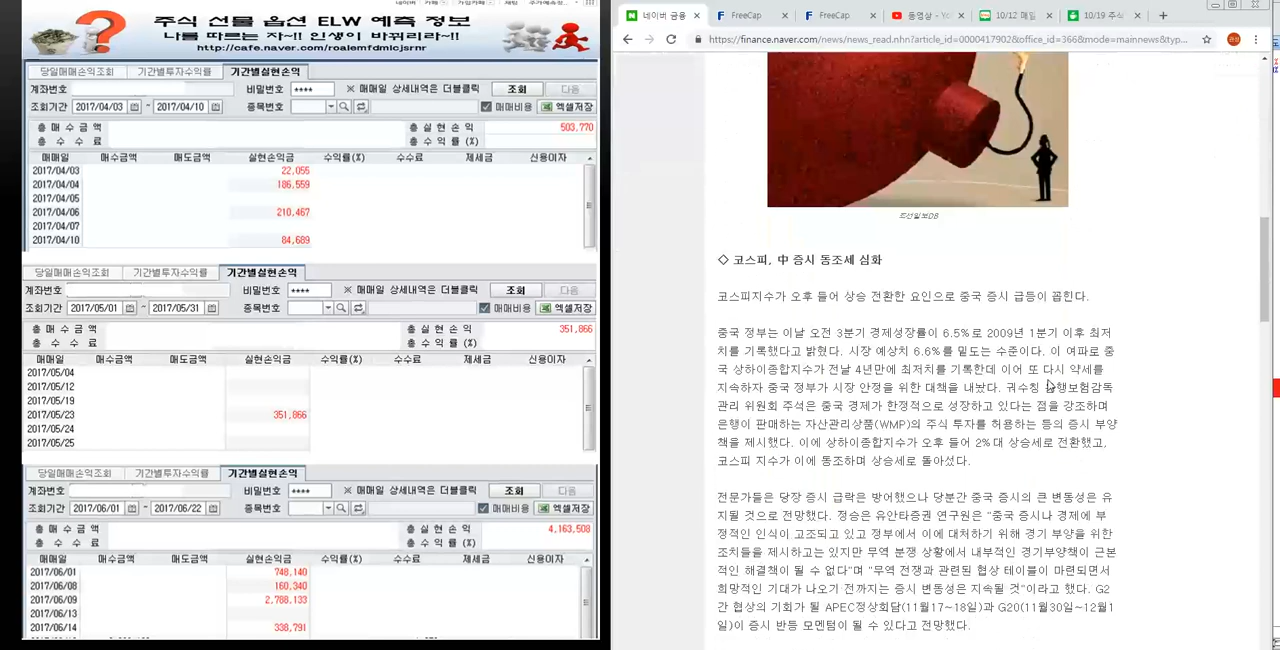 주식 선물 옵션 ELW 예측 정보
나를 따르는 자~!! 인생이 바뀌리라~!!
http://cafe.naver.com/roalemfdmlcjsrnr
당일매매손익조회 기간별투자수익률 기간별실현손익
계좌번호 비밀번호 **** ※ 매매일 상세내역은 더블클릭 조회 다음
조회기간 2017/04/03 ~ 2017/04/10 종목번호 매매비용 엑셀저장
총 매 수 금 액 총 실 현 손 익 503,770
총 수 수 료 총 수 익 률 (%)
매매일 매수금액 매도금액 실현손익금 수익률(%) 수수료 제세금 신용이자
2017/04/03 22,055
2017/04/04 186,559
2017/04/05
2017/04/06 210,467
2017/04/07
2017/04/10 84,689
당일매매손익조회 기간별투자수익률 기간별실현손익
계좌번호 비밀번호 **** ※ 매매일 상세내역은 더블클릭 조회 다음
조회기간 2017/05/01 ~ 2017/05/31 종목번호 매매비용 엑셀저장
총 매 수 금 액 총 실 현 손 익 351,866
총 수 수 료 총 수 익 률 (%)
매매일 매수금액 매도금액 실현손익금 수익률(%) 수수료 제세금 신용이자
2017/05/04
2017/05/12
2017/05/19
2017/05/23 351,866
2017/05/24
2017/05/25
당일매매손익조회 기간별투자수익률 기간별실현손익
계좌번호 비밀번호 **** ※ 매매일 상세내역은 더블클릭 조회 다음
조회기간 2017/06/01 ~ 2017/06/22 종목번호 매매비용 엑셀저장
총 매 수 금 액 총 실 현 손 익 4,163,508
총 수 수 료 총 수 익 률 (%)
매매일 매수금액 매도금액 실현손익금 수익률(%) 수수료 제세금 신용이자
2017/06/01 748,140
2017/06/08 160,340
2017/06/09 2,788,133
2017/06/13
2017/06/14 338,791
네이버 금융 FreeCap FreeCap 동영상 - Yo 10/12 매일 10/19 주식
https://finance.naver.com/news/news_read.nhn?article_id=0000417902&office_id=366&mode=mainnews&typ...
조선일보DB
◇ 코스피, 中 증시 동조세 심화
코스피지수가 오후 들어 상승 전환한 요인으로 중국 증시 급등이 꼽힌다.
중국 정부는 이날 오전 3분기 경제성장률이 6.5%로 2009년 1분기 이후 최저
치를 기록했다고 밝혔다. 시장 예상치 6.6%를 밑도는 수준이다. 이 여파로 중
국 상하이종합지수가 전날 4년만에 최저치를 기록한데 이어 또 다시 약세를
지속하자 중국 정부가 시장 안정을 위한 대책을 내놨다. 궈수칭 은행보험감독
관리 위원회 주석은 중국 경제가 한정적으로 성장하고 있다는 점을 강조하며
은행이 판매하는 자산관리상품(WMP)의 주식 투자를 허용하는 등의 증시 부양
책을 제시했다. 이에 상하이종합지수가 오후 들어 2%대 상승세로 전환했고,
코스피 지수가 이에 동조하며 상승세로 돌아섰다.
전문가들은 당장 증시 급락은 방어했으나 당분간 중국 증시의 큰 변동성은 유
지될 것으로 전망했다. 정숭은 유안타증권 연구원은 "중국 증시나 경제에 부
정적인 인식이 고조되고 있고 정부에서 이에 대처하기 위해 경기 부양을 위한
조치들을 제시하고는 있지만 무역 분쟁 상황에서 내부적인 경기부양책이 근본
적인 해결책이 될 수 없다"며 "무역 전쟁과 관련된 협상 테이블이 마련되면서
희망적인 기대가 나오기 전까지는 증시 변동성은 지속될 것"이라고 했다. G2
간 협상의 기회가 될 APEC정상회담(11월17~18일)과 G20(11월30일~12월1
일)이 증시 반등 모멘텀이 될 수 있다고 전망했다.